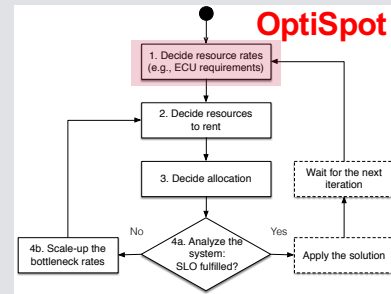 OptiSpot
1. Decide resource rates
(e.g., ECU requirements)
2. Decide resources
to rent
3. Decide allocation
Wait for the next
iteration
No
4a. Analyze the
system:
SLO fulfilled?
Yes
4b. Scale-up the
bottleneck rates
Apply the solution